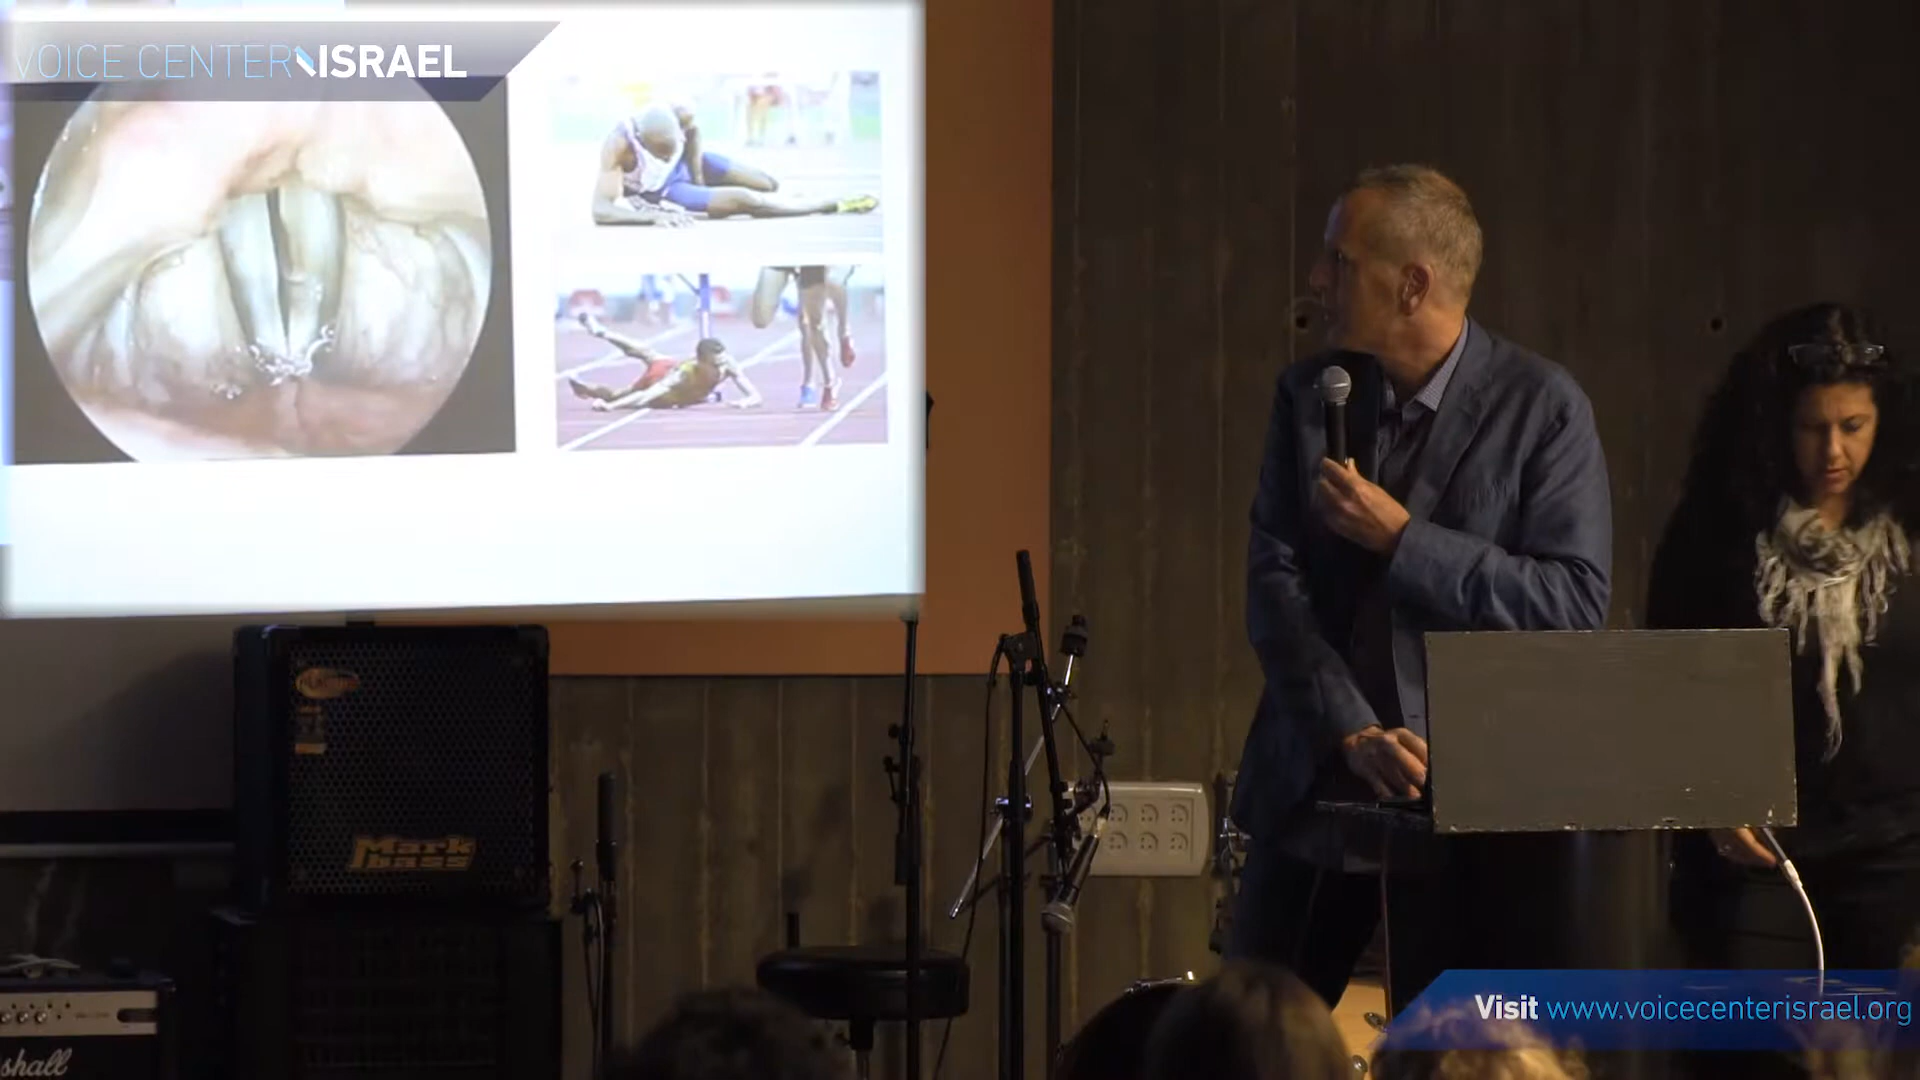 VOICE CENTER ISRAEL
Mark
bass
shall
Visit www.voicecenterisrael.org